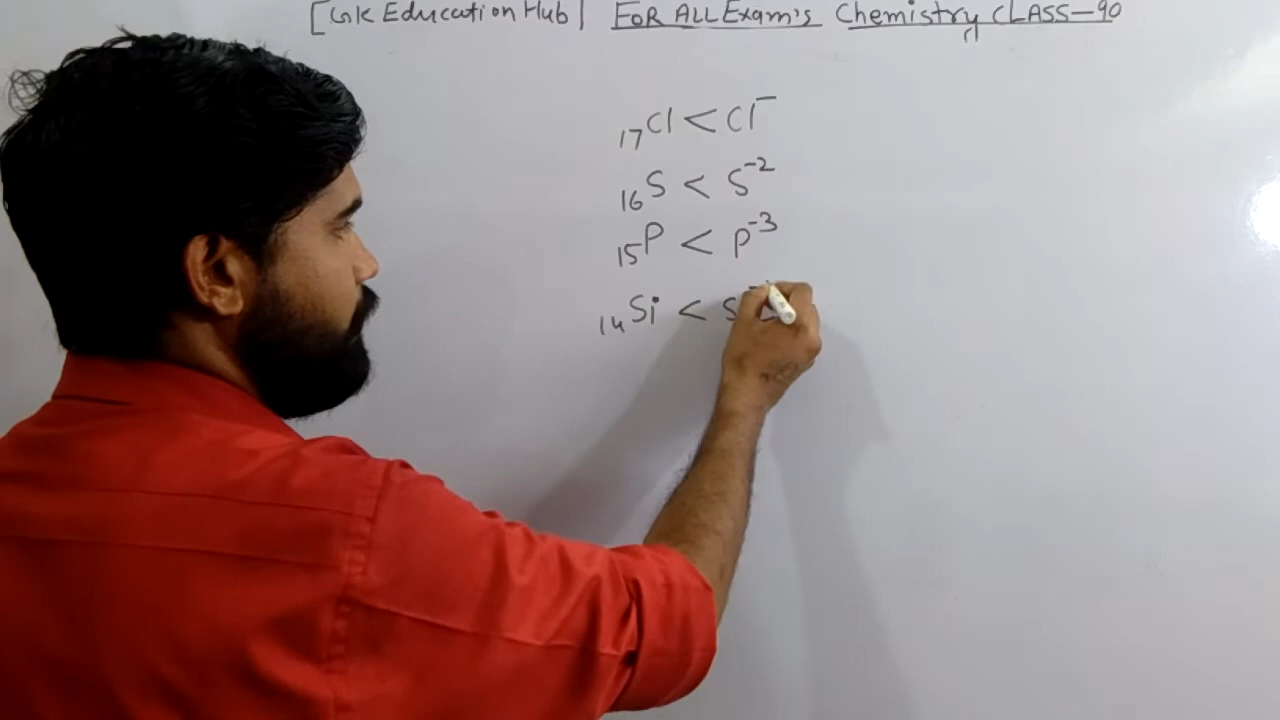 [Gk Education Hub] FOR ALL Exam's Chemistry CLASS-90
17Cl < Cl⁻
16S < S⁻²
15P < P⁻³
14Si < S